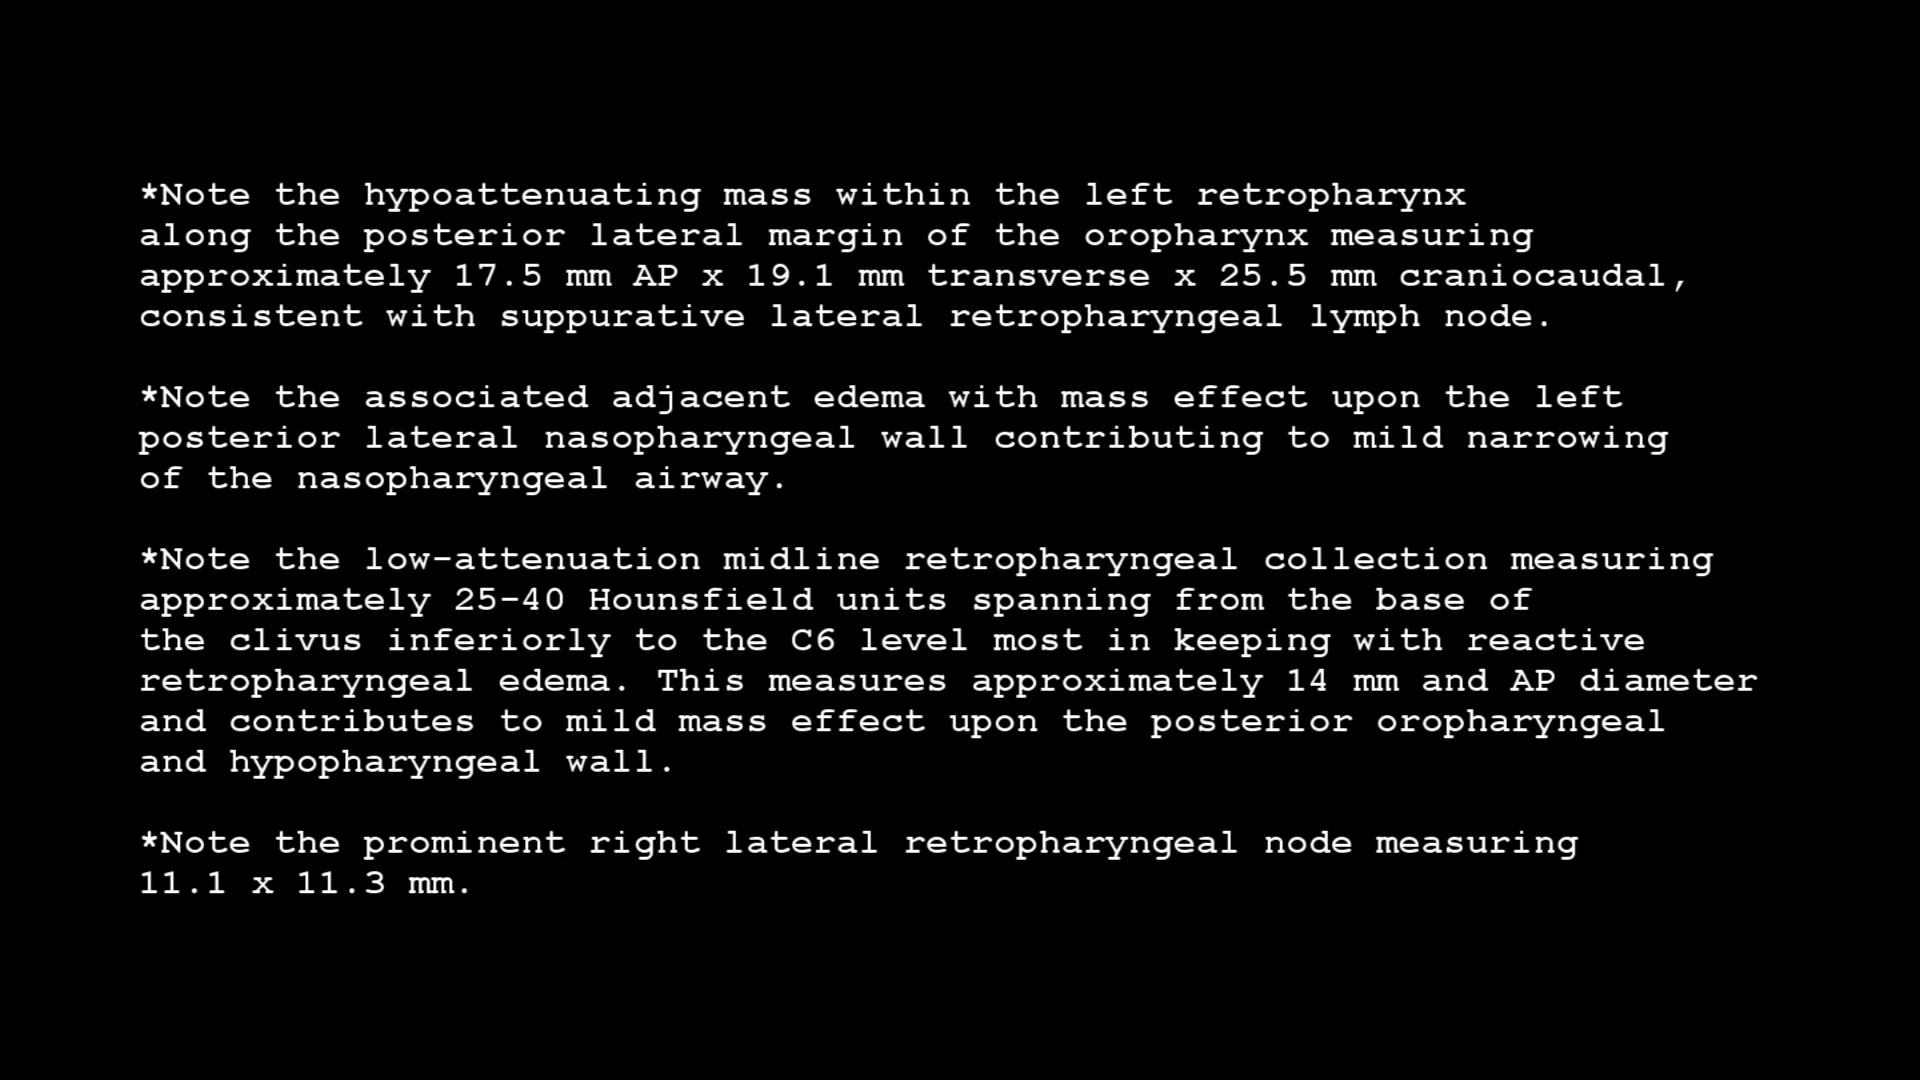 *Note the hypoattenuating mass within the left retropharynx
along the posterior lateral margin of the oropharynx measuring
approximately 17.5 mm AP x 19.1 mm transverse x 25.5 mm craniocaudal,
consistent with suppurative lateral retropharyngeal lymph node.
*Note the associated adjacent edema with mass effect upon the left
posterior lateral nasopharyngeal wall contributing to mild narrowing
of the nasopharyngeal airway.
*Note the low-attenuation midline retropharyngeal collection measuring
approximately 25-40 Hounsfield units spanning from the base of
the clivus inferiorly to the C6 level most in keeping with reactive
retropharyngeal edema. This measures approximately 14 mm and AP diameter
and contributes to mild mass effect upon the posterior oropharyngeal
and hypopharyngeal wall.
*Note the prominent right lateral retropharyngeal node measuring
11.1 x 11.3 mm.